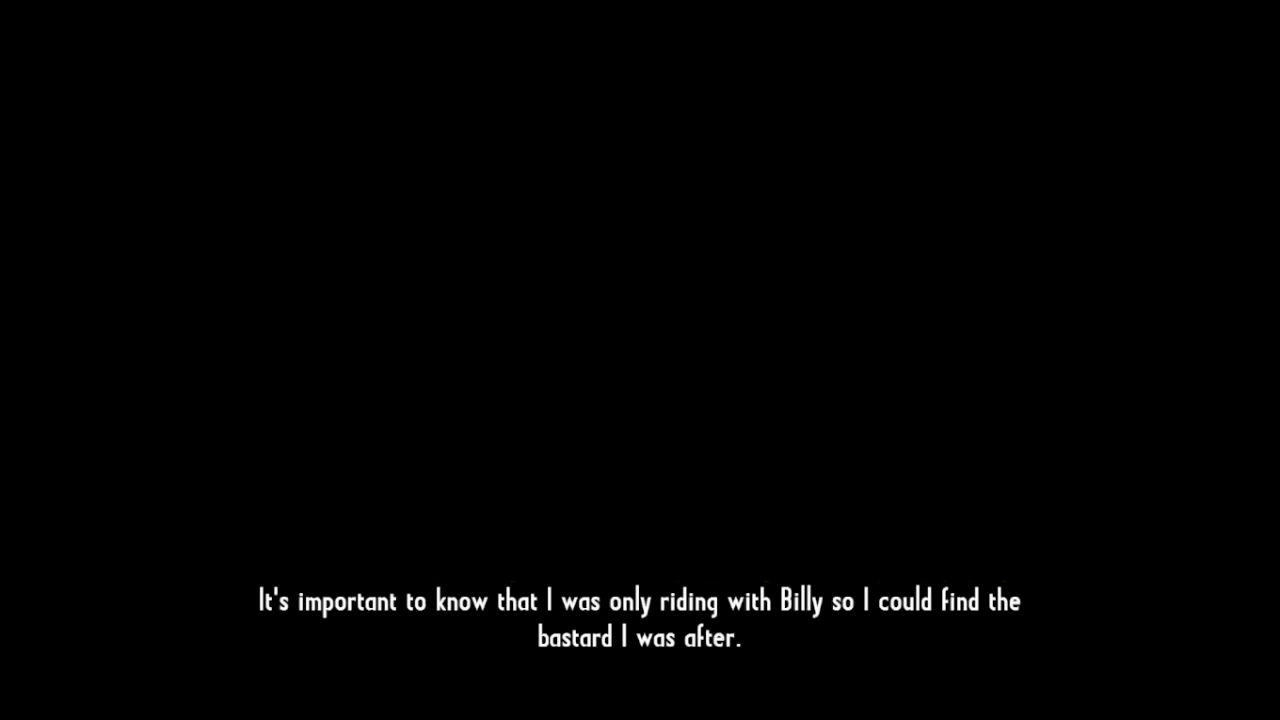 It's important to know that I was only riding with Billy so I could find the
bastard I was after.